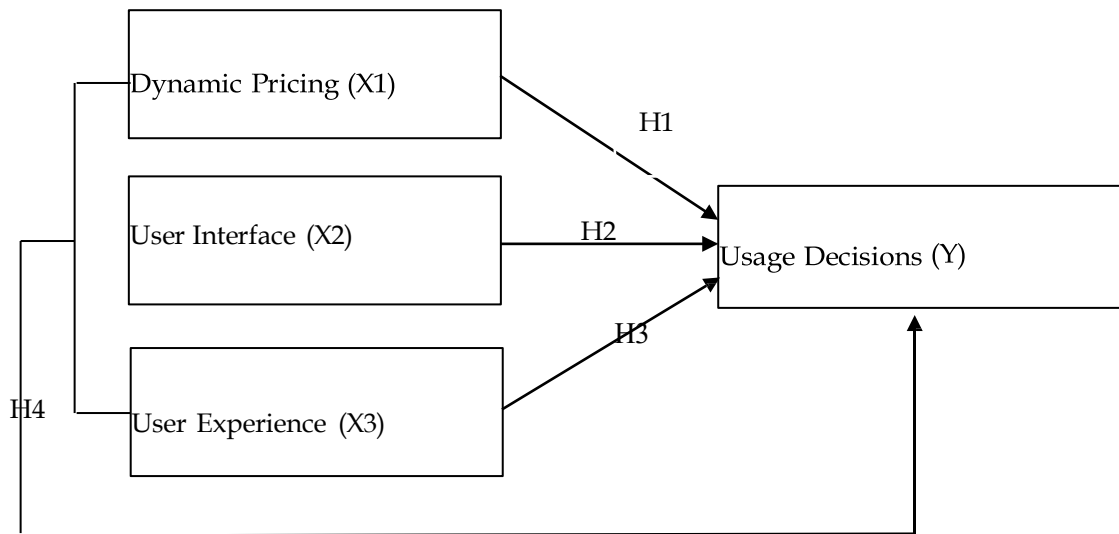 Dynamic Pricing (X1)
H1
User Interface (X2)
H2
Usage Decisions (Y)
H3
H4
User Experience (X3)